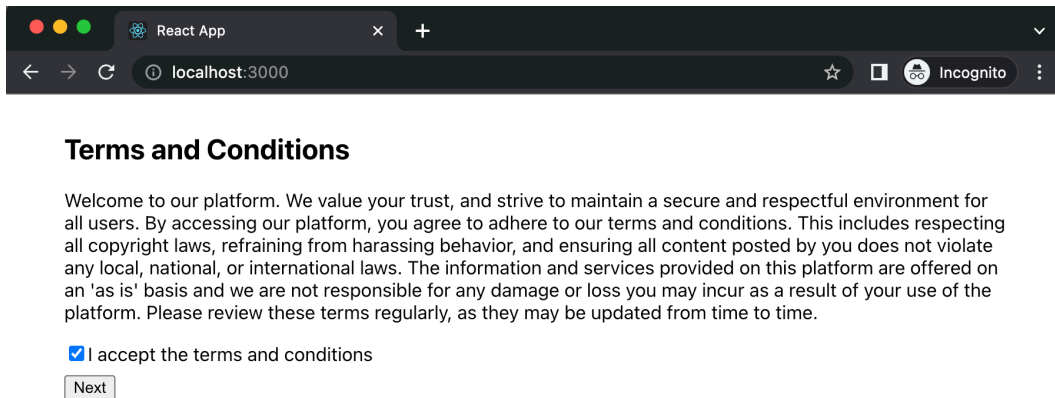 React App
localhost:3000
Incognito
Terms and Conditions
Welcome to our platform. We value your trust, and strive to maintain a secure and respectful environment for
all users. By accessing our platform, you agree to adhere to our terms and conditions. This includes respecting
all copyright laws, refraining from harassing behavior, and ensuring all content posted by you does not violate
any local, national, or international laws. The information and services provided on this platform are offered on
an 'as is' basis and we are not responsible for any damage or loss you may incur as a result of your use of the
platform. Please review these terms regularly, as they may be updated from time to time.
I accept the terms and conditions
Next